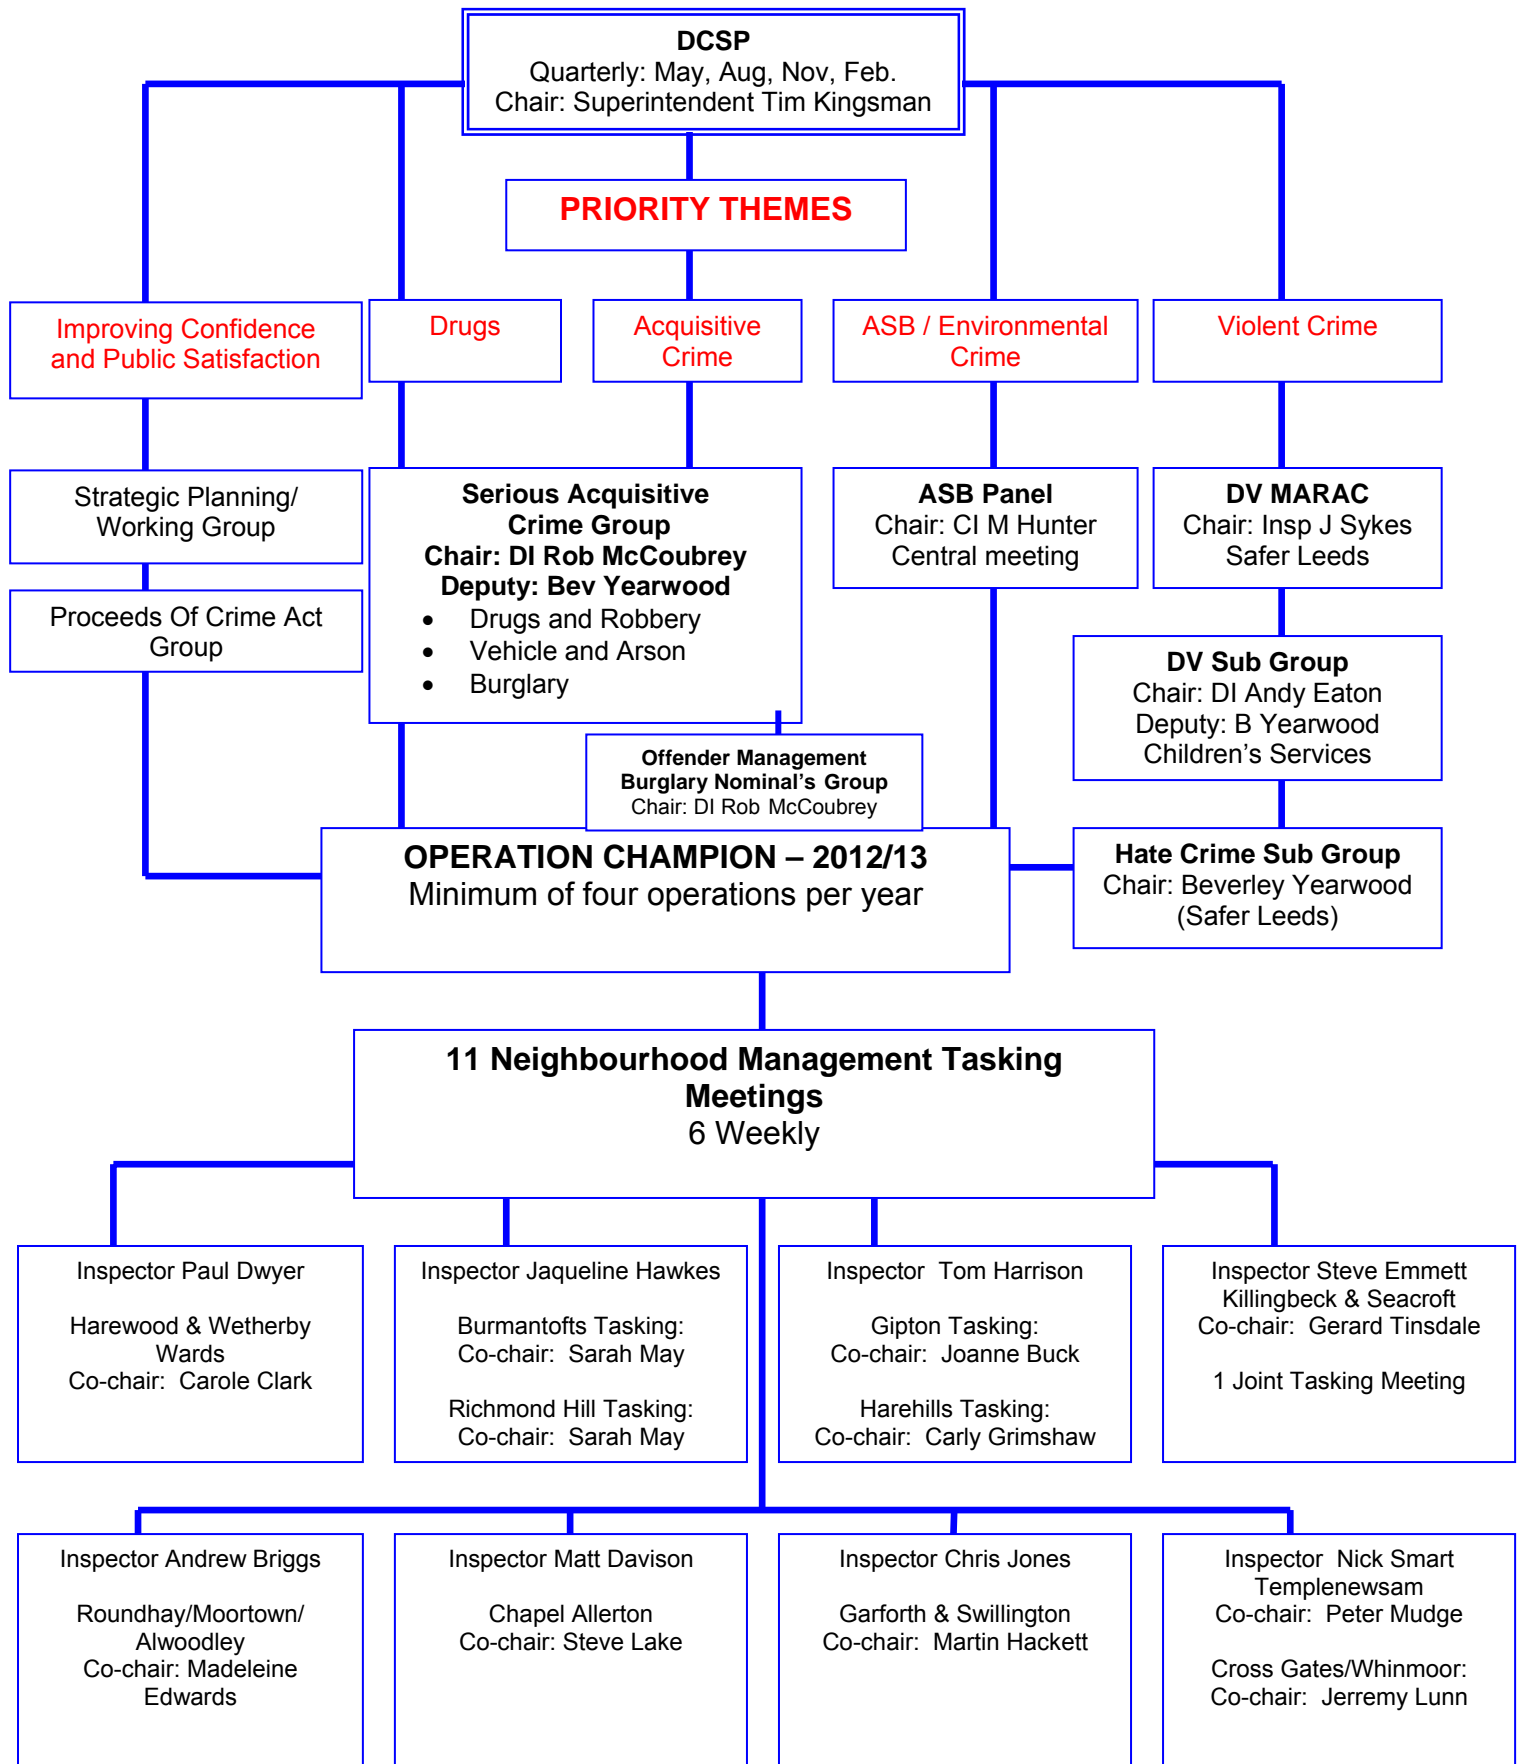 DCSP
Quarterly: May, Aug, Nov, Feb.
Chair: Superintendent Tim Kingsman
PRIORITY THEMES
Improving Confidence
and Public Satisfaction
Drugs
Acquisitive
Crime
ASB / Environmental
Crime
Violent Crime
Strategic Planning/
Working Group
Proceeds Of Crime Act
Group
Serious Acquisitive
Crime Group
Chair: DI Rob McCoubrey
Deputy: Bev Yearwood
• Drugs and Robbery
• Vehicle and Arson
• Burglary
Offender Management
Burglary Nominal's Group
Chair: DI Rob McCoubrey
ASB Panel
Chair: CI M Hunter
Central meeting
DV MARAC
Chair: Insp J Sykes
Safer Leeds
DV Sub Group
Chair: DI Andy Eaton
Deputy: B Yearwood
Children's Services
Hate Crime Sub Group
Chair: Beverley Yearwood
(Safer Leeds)
OPERATION CHAMPION – 2012/13
Minimum of four operations per year
11 Neighbourhood Management Tasking
Meetings
6 Weekly
Inspector Paul Dwyer
Harewood & Wetherby
Wards
Co-chair: Carole Clark
Inspector Jaqueline Hawkes
Burmantofts Tasking:
Co-chair: Sarah May
Richmond Hill Tasking:
Co-chair: Sarah May
Inspector Tom Harrison
Gipton Tasking:
Co-chair: Joanne Buck
Harehills Tasking:
Co-chair: Carly Grimshaw
Inspector Steve Emmett
Killingbeck & Seacroft
Co-chair: Gerard Tinsdale
1 Joint Tasking Meeting
Inspector Andrew Briggs
Roundhay/Moortown/
Alwoodley
Co-chair: Madeleine
Edwards
Inspector Matt Davison
Chapel Allerton
Co-chair: Steve Lake
Inspector Chris Jones
Garforth & Swillington
Co-chair: Martin Hackett
Inspector Nick Smart
Templenewsam
Co-chair: Peter Mudge
Cross Gates/Whinmoor:
Co-chair: Jerremy Lunn